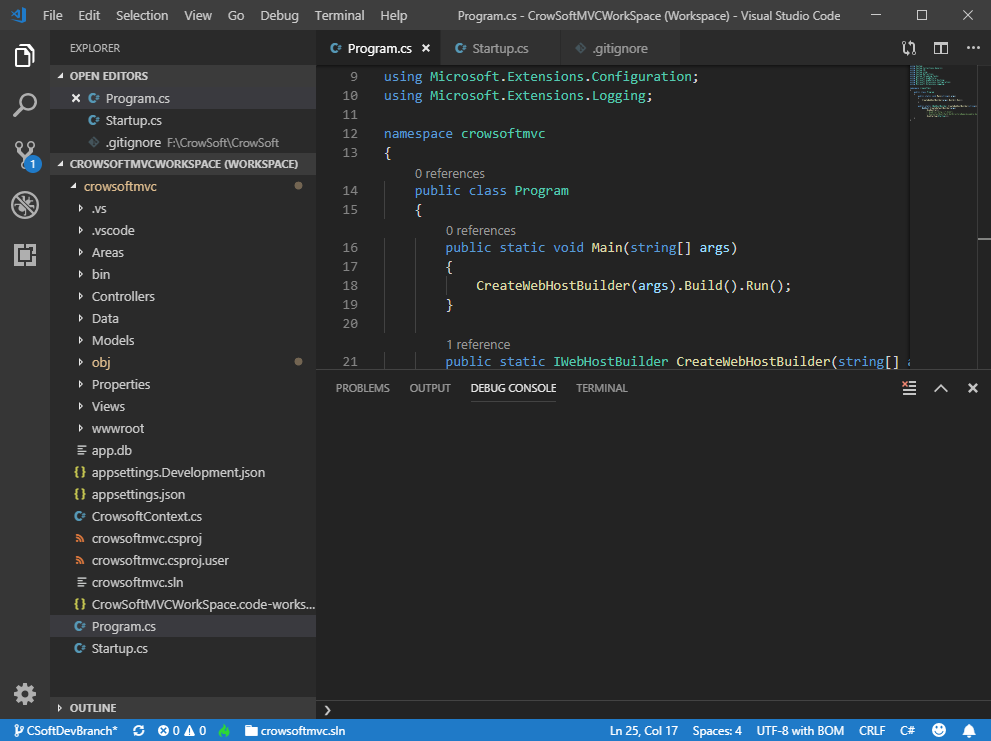 File Edit Selection View Go Debug Terminal Help Program.cs - CrowSoftMVCWorkSpace (Workspace) - Visual Studio Code
EXPLORER
OPEN EDITORS
Program.cs
Startup.cs
.gitignore F:\CrowSoft\CrowSoft
CROWSOFTMVCWORKSPACE (WORKSPACE)
crowsoftmvc
.vs
.vscode
Areas
bin
Controllers
Data
Models
obj
Properties
Views
wwwroot
app.db
{} appsettings.Development.json
{} appsettings.json
C# CrowsoftContext.cs
crowsoftmvc.csproj
crowsoftmvc.csproj.user
crowsoftmvc.sln
{} CrowSoftMVCWorkSpace.code-works...
C# Program.cs
C# Startup.cs
OUTLINE
1
Program.cs Startup.cs .gitignore
9 using Microsoft.Extensions.Configuration;
10 using Microsoft.Extensions.Logging;
11
12 namespace crowsoftmvc
13 {
0 references
14 public class Program
15 {
0 references
16 public static void Main(string[] args)
17 {
18 CreateWebHostBuilder(args).Build().Run();
19 }
20
1 reference
21 public static IWebHostBuilder CreateWebHostBuilder(string[]
PROBLEMS OUTPUT DEBUG CONSOLE TERMINAL
CSoftDevBranch* 0 0 crowsoftmvc.sln Ln 25, Col 17 Spaces: 4 UTF-8 with BOM CRLF C#